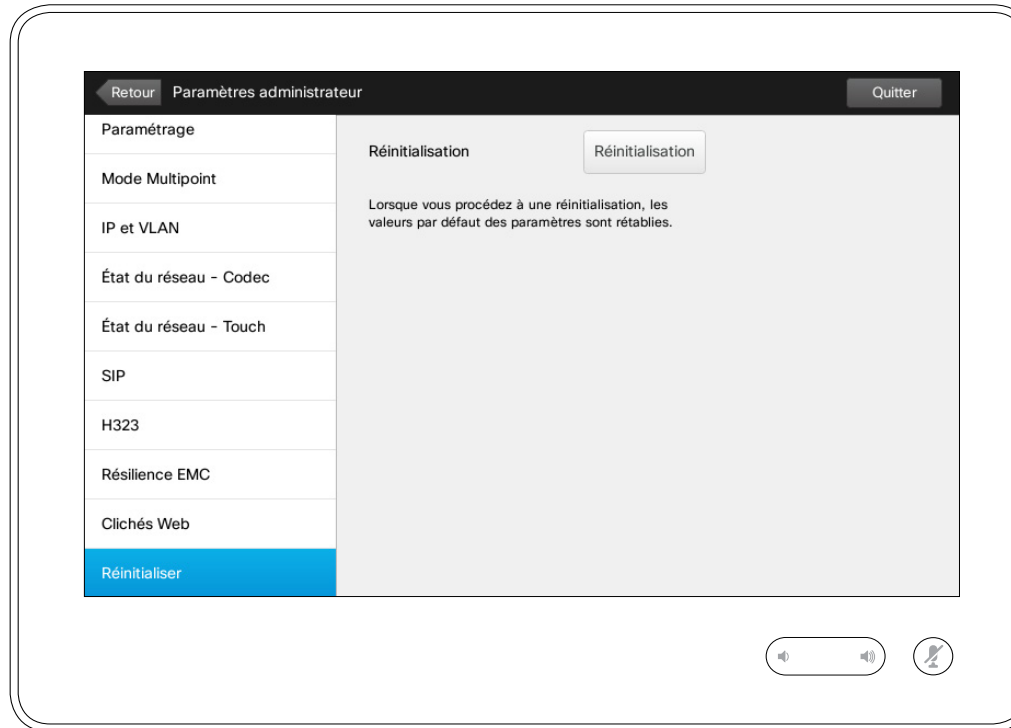 Retour Paramètres administrateur Quitter
Paramétrage
Mode Multipoint
IP et VLAN
État du réseau - Codec
État du réseau - Touch
SIP
H323
Résilience EMC
Clichés Web
Réinitialiser
Réinitialisation Réinitialisation
Lorsque vous procédez à une réinitialisation, les
valeurs par défaut des paramètres sont rétablies.